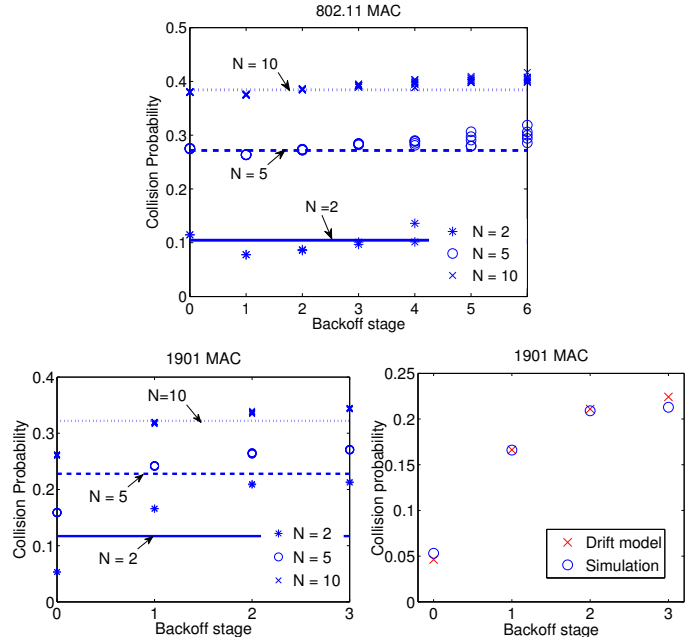 802.11 MAC
0.5
0.4
0.3
0.2
0.1
0
Collision Probability
N = 10
N = 5
N=2
N = 2
N = 5
N = 10
0 1 2 3 4 5 6
Backoff stage
1901 MAC
0.4
0.3
0.2
0.1
0
Collision Probability
N=10
N = 5
N = 2
N = 2
N = 5
N = 10
0 1 2 3
Backoff stage
1901 MAC
0.25
0.2
0.15
0.1
0.05
0
Collision probability
Drift model
Simulation
0 1 2 3
Backoff stage